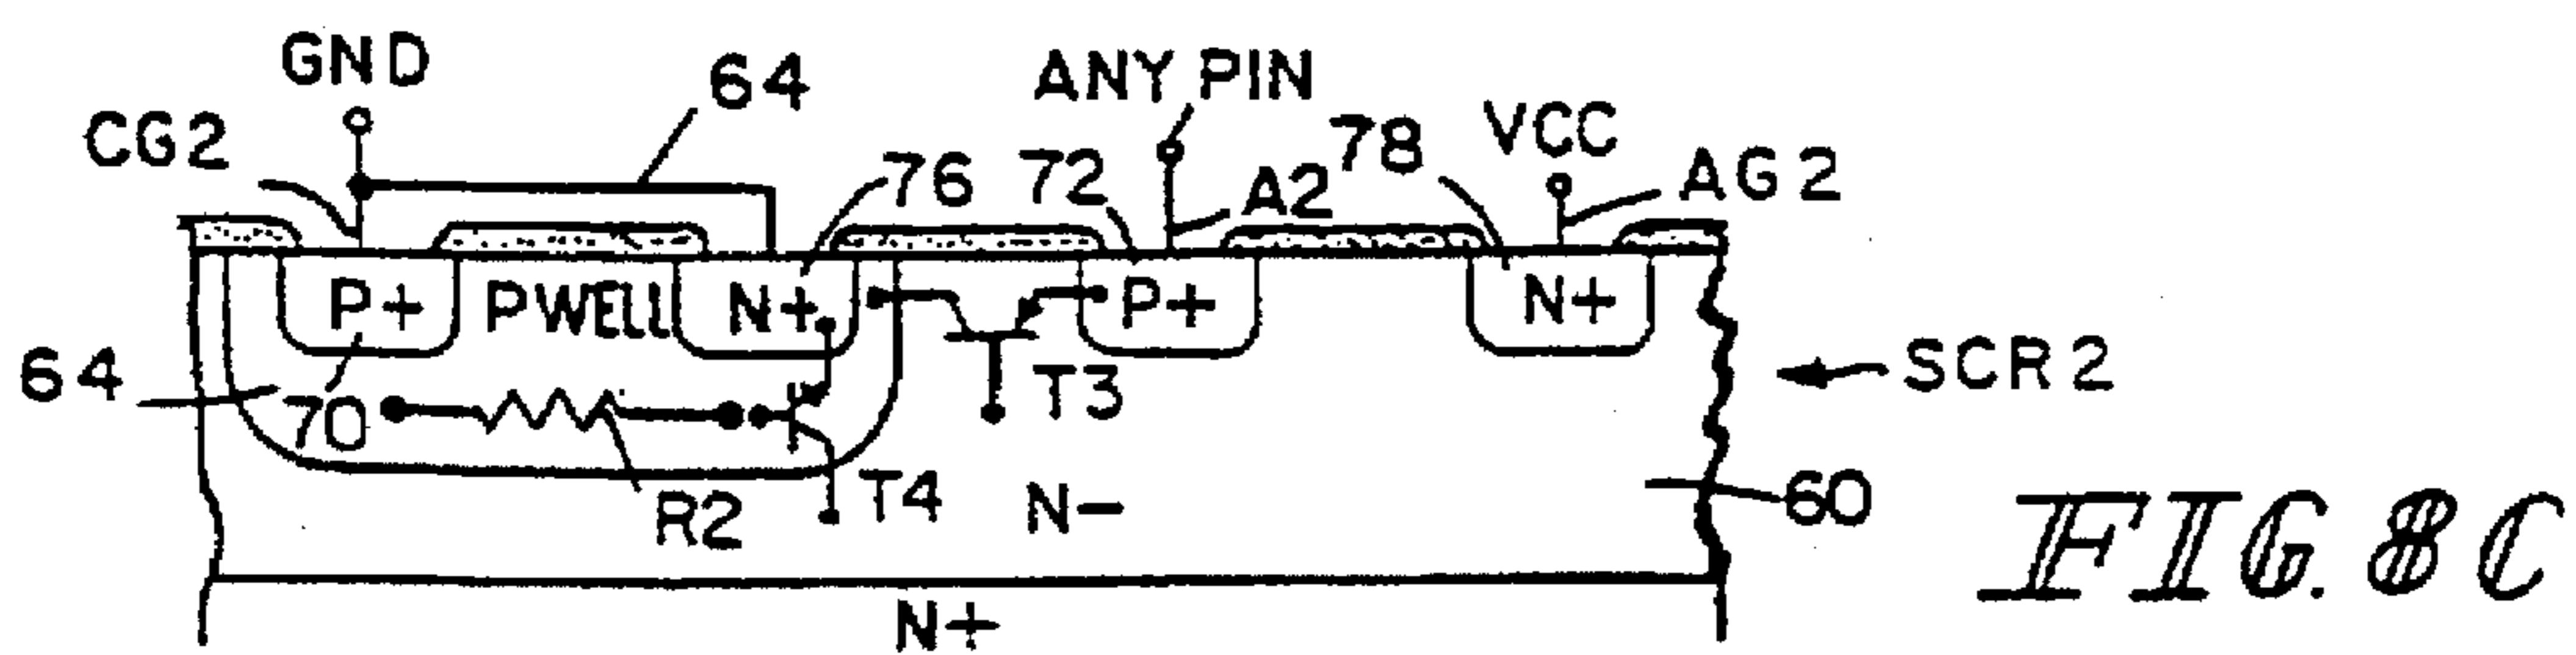 GND
64
ANY PIN
CG2
76
72
A2
78
VCC
AG2
P+
P WELL
N+
P+
N+
64
70
T3
SCR2
R2
T4
N-
60
N+
FIG. 8C